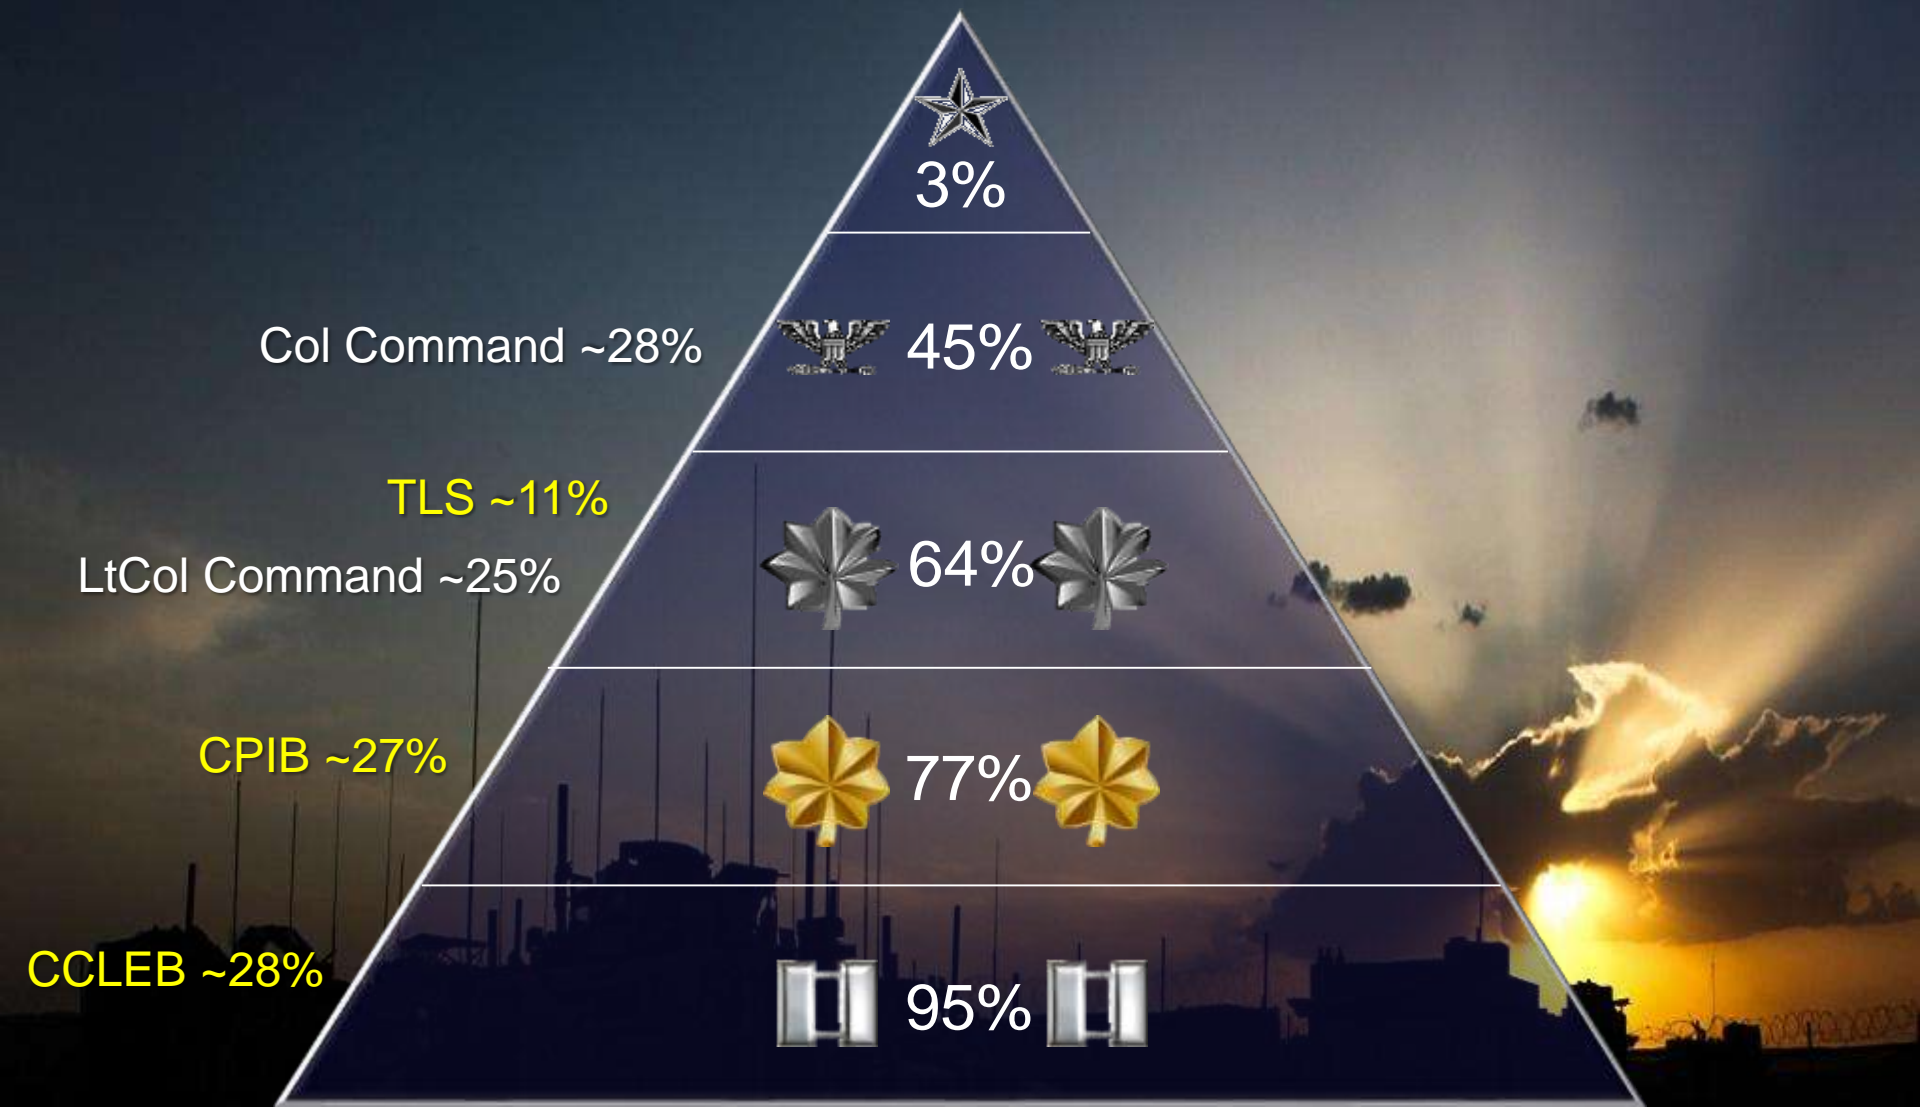 3%
Col Command ~28%
45%
TLS ~11%
64%
LtCol Command ~25%
CPIB ~27%
77%
CCLEB ~28%
95%